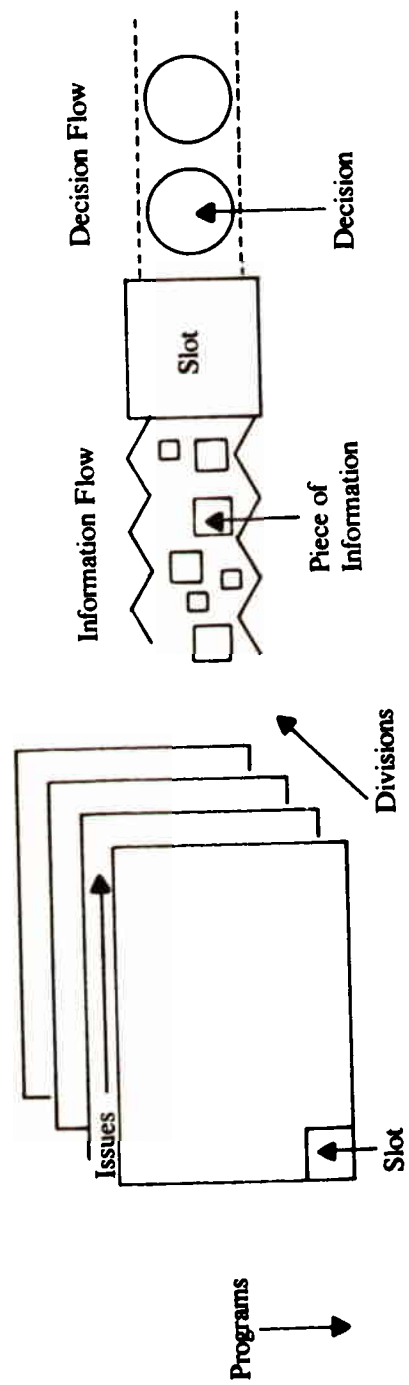 Programs
Issues
Slot
Divisions
Information Flow
Piece of
Information
Slot
Decision Flow
Decision